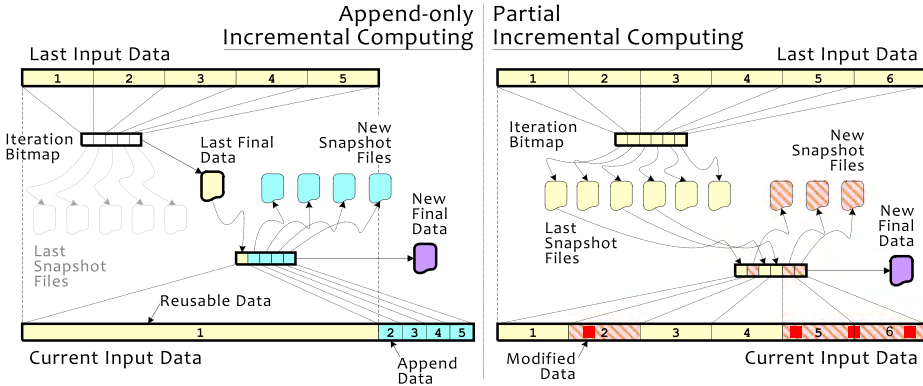 Append-only
Incremental Computing
Last Input Data
1 2 3 4 5
Iteration
Bitmap
Last Final
Data
New
Snapshot
Files
Last
Snapshot
Files
New
Final
Data
Reusable Data
1 2 3 4 5
Current Input Data
Append
Data
Partial
Incremental Computing
Last Input Data
1 2 3 4 5 6
Iteration
Bitmap
New
Snapshot
Files
Last
Snapshot
Files
New
Final
Data
1 2 3 4 5 6
Modified
Data
Current Input Data